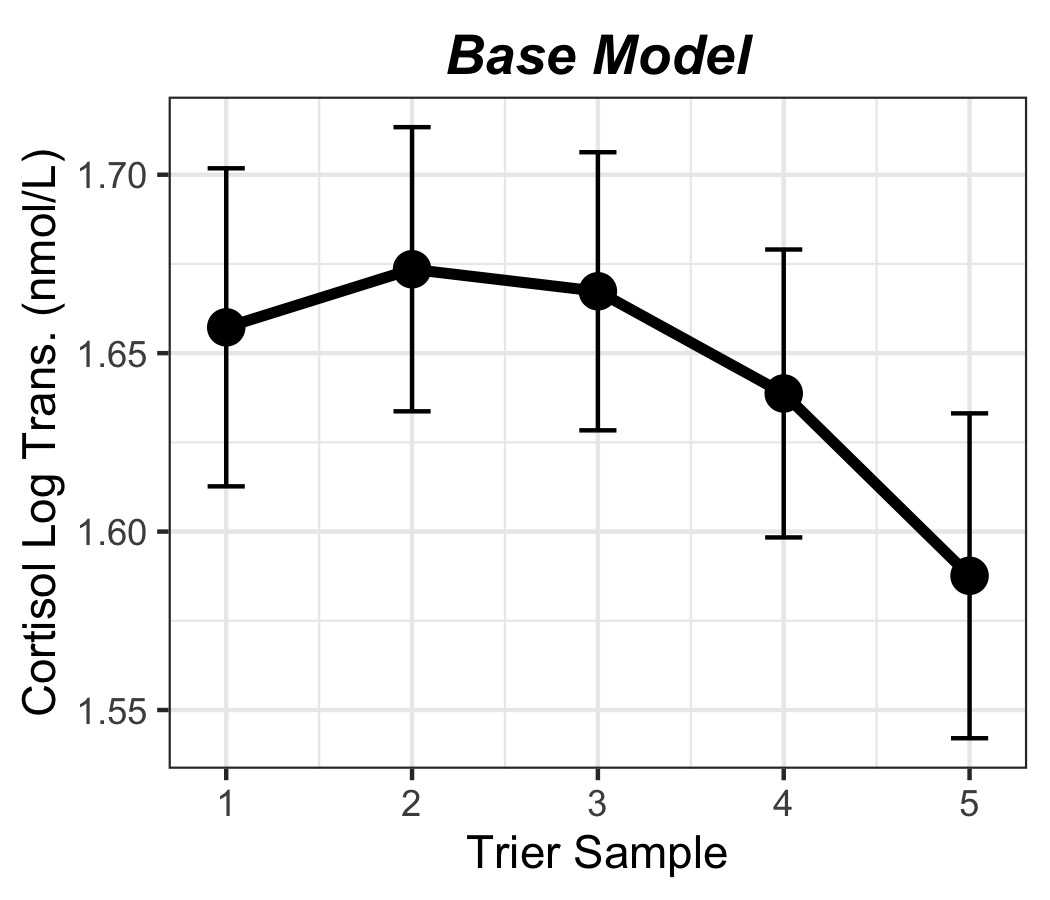 Base Model
Cortisol Log Trans. (nmol/L)
1.70
1.65
1.60
1.55
1 2 3 4 5
Trier Sample